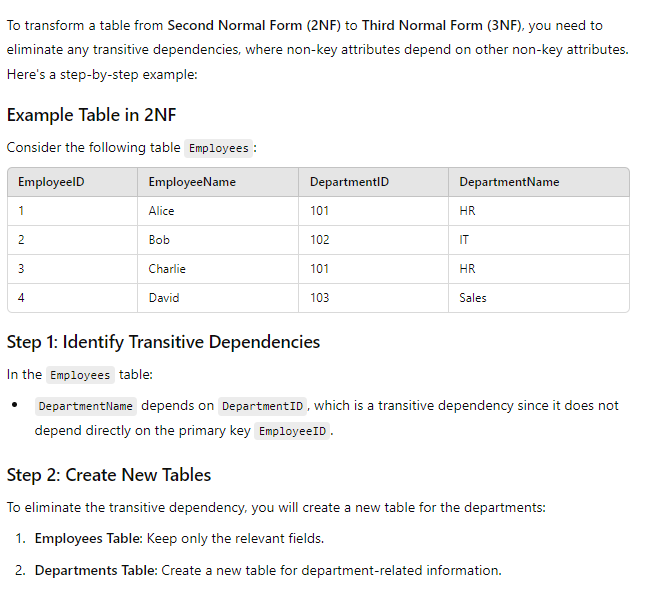 To transform a table from Second Normal Form (2NF) to Third Normal Form (3NF), you need to
eliminate any transitive dependencies, where non-key attributes depend on other non-key attributes.
Here's a step-by-step example:
Example Table in 2NF
Consider the following table Employees:
EmployeeID EmployeeName DepartmentID DepartmentName
1 Alice 101 HR
2 Bob 102 IT
3 Charlie 101 HR
4 David 103 Sales
Step 1: Identify Transitive Dependencies
In the Employees table:
• DepartmentName depends on DepartmentID, which is a transitive dependency since it does not
depend directly on the primary key EmployeeID.
Step 2: Create New Tables
To eliminate the transitive dependency, you will create a new table for the departments:
1. Employees Table: Keep only the relevant fields.
2. Departments Table: Create a new table for department-related information.